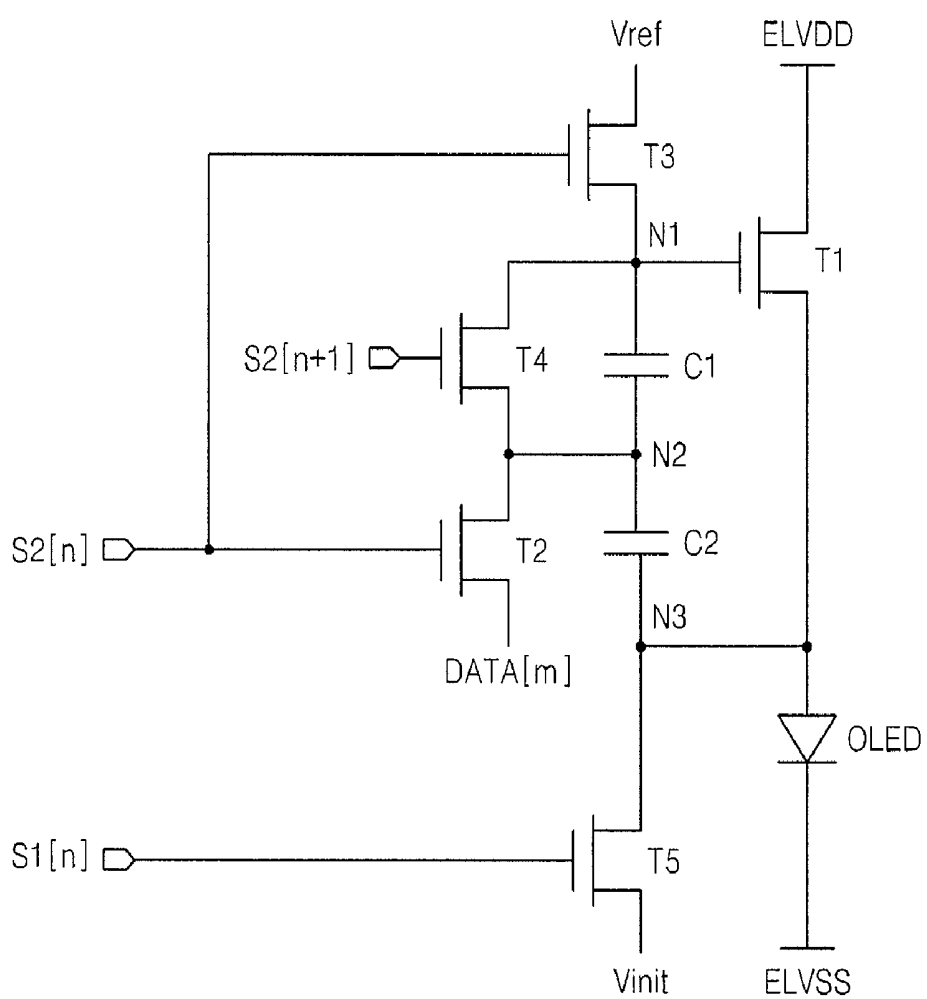 Vref
ELVDD
T3
N1
T1
S2[n+1]
T4
C1
N2
S2[n]
T2
C2
N3
DATA[m]
OLED
S1[n]
T5
Vinit
ELVSS